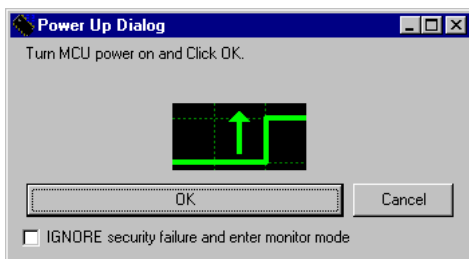 Power Up Dialog
Turn MCU power on and Click OK.
OK
Cancel
IGNORE security failure and enter monitor mode